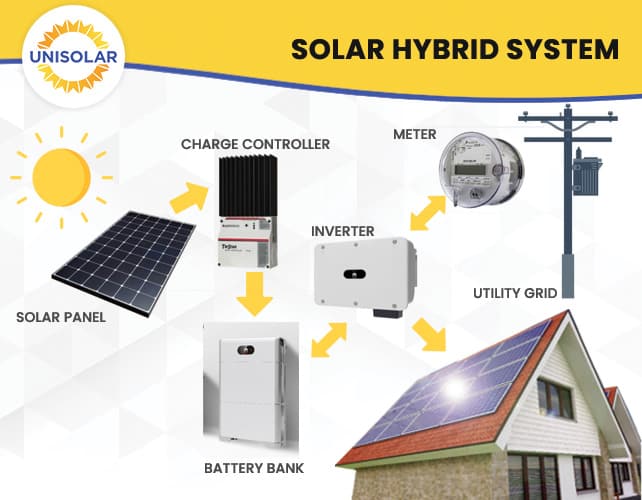 UNISOLAR
SOLAR HYBRID SYSTEM
CHARGE CONTROLLER
METER
INVERTER
SOLAR PANEL
UTILITY GRID
BATTERY BANK